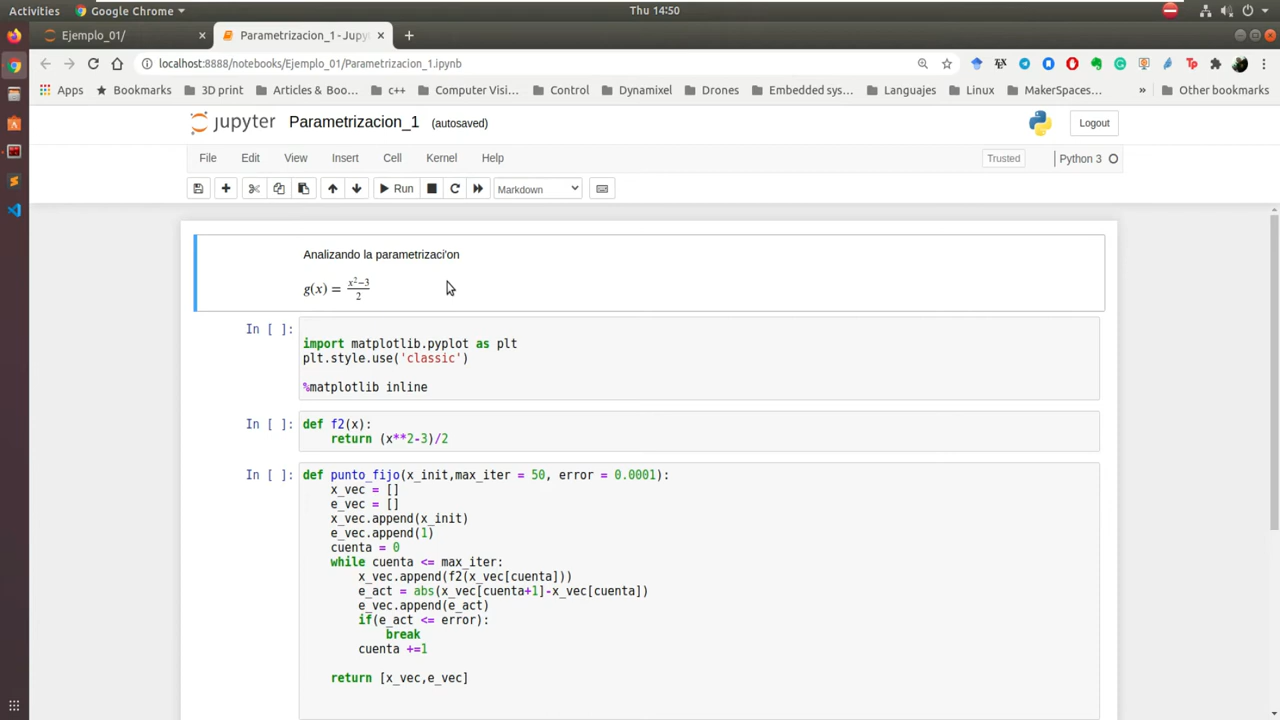 Activities Google Chrome Thu 14:50
Ejemplo_01/ Parametrizacion_1 - Jupy
localhost:8888/notebooks/Ejemplo_01/Parametrizacion_1.ipynb
Apps Bookmarks 3D print Articles & Boo... c++ Computer Visi... Control Dynamixel Drones Embedded sys... Languajes Linux MakerSpaces... » Other bookmarks
jupyter Parametrizacion_1 (autosaved) Logout
File Edit View Insert Cell Kernel Help Trusted Python 3
Run Markdown
Analizando la parametrizaci'on
g(x) = x²−3 / 2
In [ ]:
import matplotlib.pyplot as plt
plt.style.use('classic')
%matplotlib inline
In [ ]: def f2(x):
return (x**2-3)/2
In [ ]: def punto_fijo(x_init,max_iter = 50, error = 0.0001):
x_vec = []
e_vec = []
x_vec.append(x_init)
e_vec.append(1)
cuenta = 0
while cuenta <= max_iter:
x_vec.append(f2(x_vec[cuenta]))
e_act = abs(x_vec[cuenta+1]-x_vec[cuenta])
e_vec.append(e_act)
if(e_act <= error):
break
cuenta +=1
return [x_vec,e_vec]